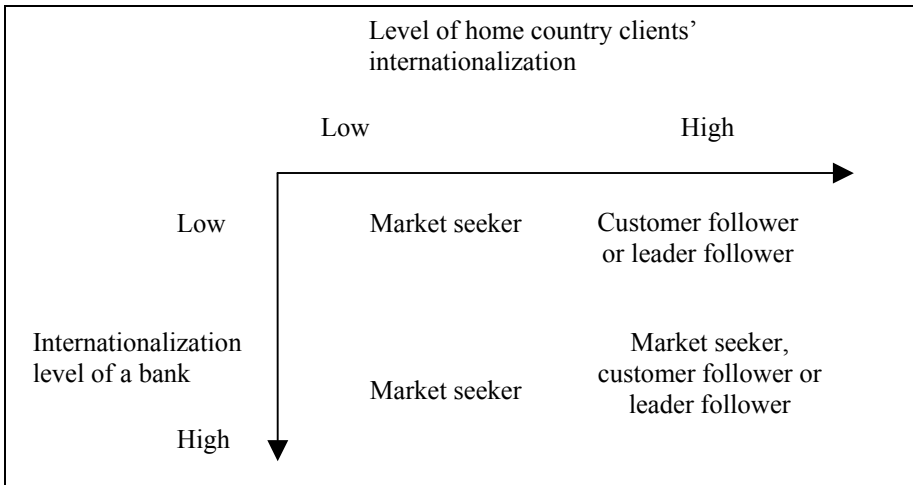 Level of home country clients’
internationalization
Low High
Low Market seeker Customer follower
or leader follower
Internationalization
level of a bank
Market seeker
Market seeker,
customer follower or
leader follower
High